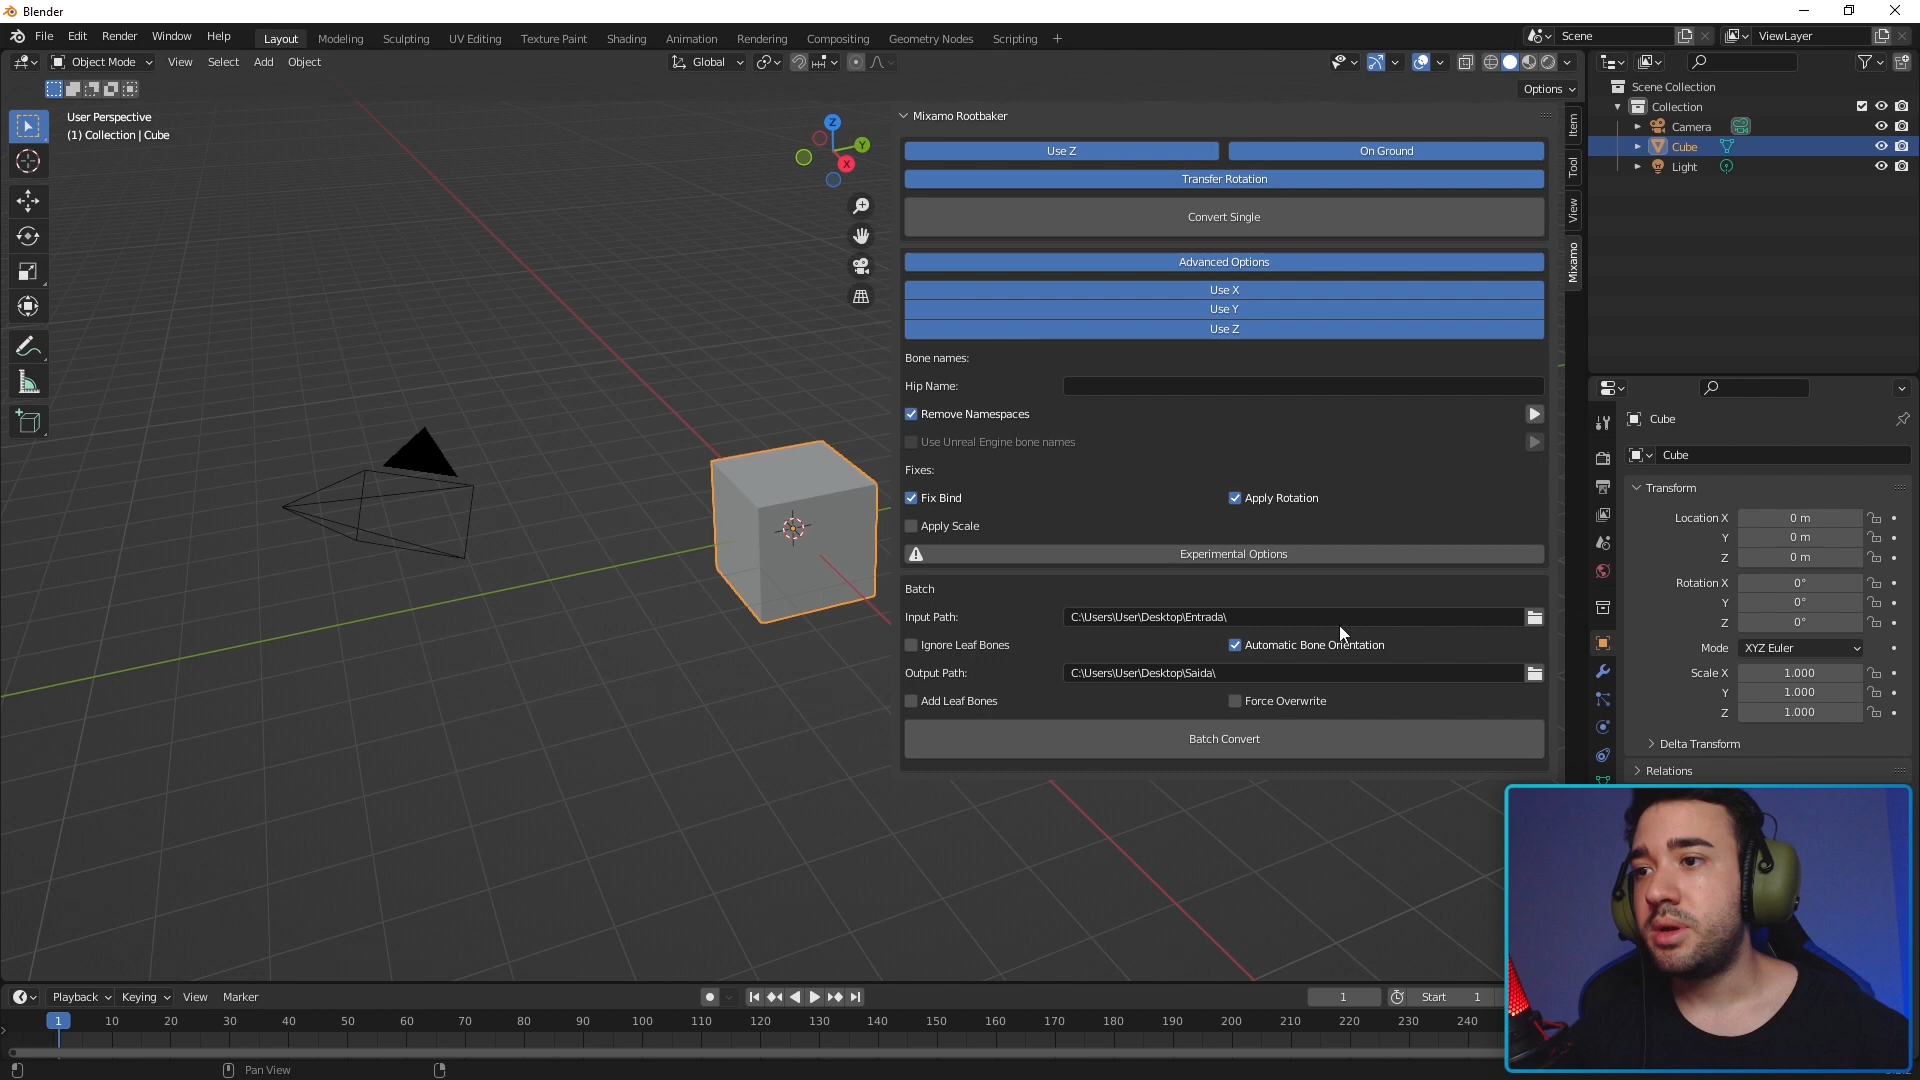 Blender
File Edit Render Window Help
Layout Modeling Sculpting UV Editing Texture Paint Shading Animation Rendering Compositing Geometry Nodes Scripting +
Scene
ViewLayer
Object Mode View Select Add Object
Global
Options
User Perspective
(1) Collection | Cube
Z
Y
X
Mixamo Rootbaker
Use Z On Ground
Transfer Rotation
Convert Single
Advanced Options
Use X
Use Y
Use Z
Bone names:
Hip Name:
Remove Namespaces
Use Unreal Engine bone names
Fixes:
Fix Bind Apply Rotation
Apply Scale
Experimental Options
Batch
Input Path: C:\Users\User\Desktop\Entrada\
Ignore Leaf Bones Automatic Bone Orientation
Output Path: C:\Users\User\Desktop\Saida\
Add Leaf Bones Force Overwrite
Batch Convert
Item
Tool
View
Mixamo
Scene Collection
Collection
Camera
Cube
Light
Cube
Cube
Transform
Location X 0 m
Y 0 m
Z 0 m
Rotation X 0°
Y 0°
Z 0°
Mode XYZ Euler
Scale X 1.000
Y 1.000
Z 1.000
Delta Transform
Relations
Playback Keying View Marker
1 Start 1
1 10 20 30 40 50 60 70 80 90 100 110 120 130 140 150 160 170 180 190 200 210 220 230 240
Pan View